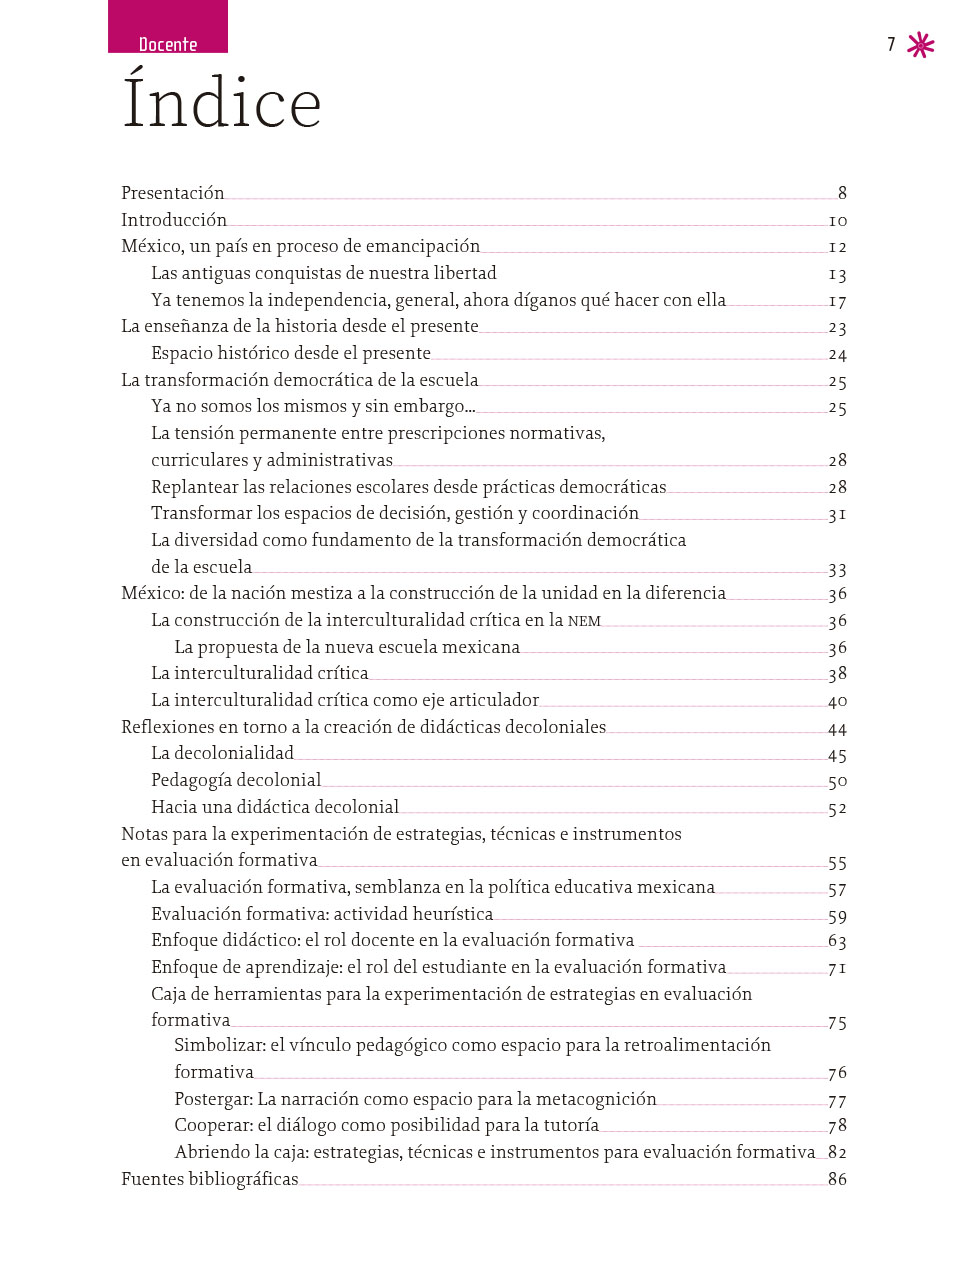 Docente
7
Índice
Presentación 8
Introducción 10
México, un país en proceso de emancipación 12
Las antiguas conquistas de nuestra libertad 13
Ya tenemos la independencia, general, ahora díganos qué hacer con ella 17
La enseñanza de la historia desde el presente 23
Espacio histórico desde el presente 24
La transformación democrática de la escuela 25
Ya no somos los mismos y sin embargo... 25
La tensión permanente entre prescripciones normativas,
curriculares y administrativas 28
Replantear las relaciones escolares desde prácticas democráticas 28
Transformar los espacios de decisión, gestión y coordinación 31
La diversidad como fundamento de la transformación democrática
de la escuela 33
México: de la nación mestiza a la construcción de la unidad en la diferencia 36
La construcción de la interculturalidad crítica en la NEM 36
La propuesta de la nueva escuela mexicana 36
La interculturalidad crítica 38
La interculturalidad crítica como eje articulador 40
Reflexiones en torno a la creación de didácticas decoloniales 44
La decolonialidad 45
Pedagogía decolonial 50
Hacia una didáctica decolonial 52
Notas para la experimentación de estrategias, técnicas e instrumentos
en evaluación formativa 55
La evaluación formativa, semblanza en la política educativa mexicana 57
Evaluación formativa: actividad heurística 59
Enfoque didáctico: el rol docente en la evaluación formativa 63
Enfoque de aprendizaje: el rol del estudiante en la evaluación formativa 71
Caja de herramientas para la experimentación de estrategias en evaluación
formativa 75
Simbolizar: el vínculo pedagógico como espacio para la retroalimentación
formativa 76
Postergar: La narración como espacio para la metacognición 77
Cooperar: el diálogo como posibilidad para la tutoría 78
Abriendo la caja: estrategias, técnicas e instrumentos para evaluación formativa 82
Fuentes bibliográficas 86